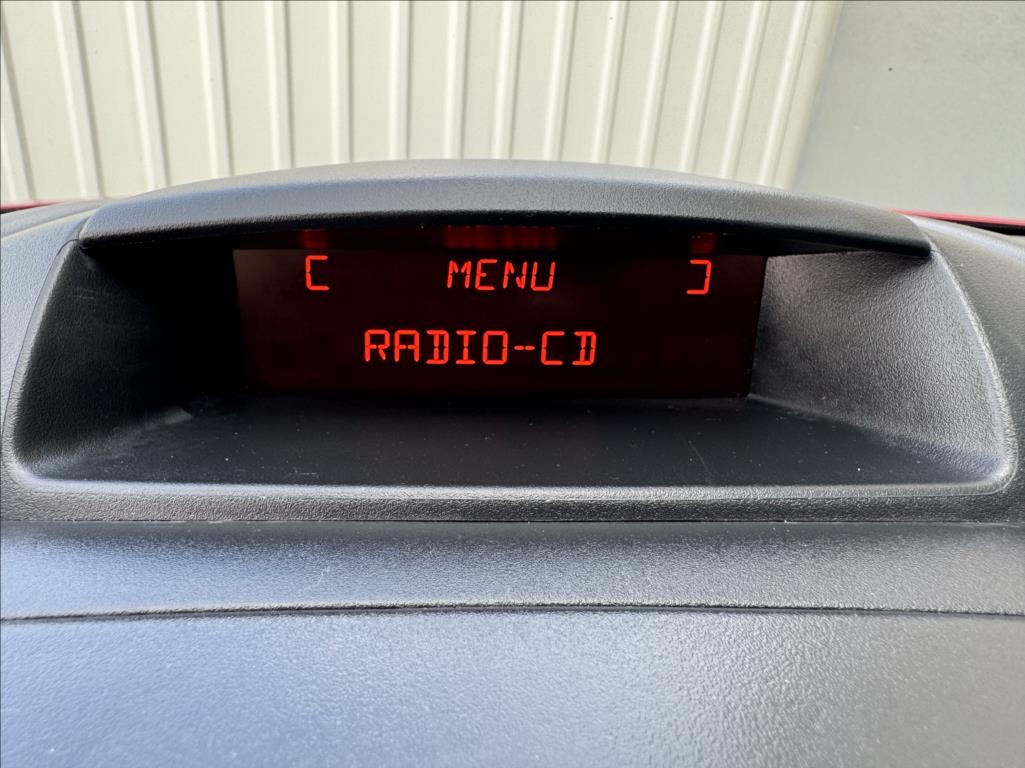 [ MENU ]
RADIO-CD